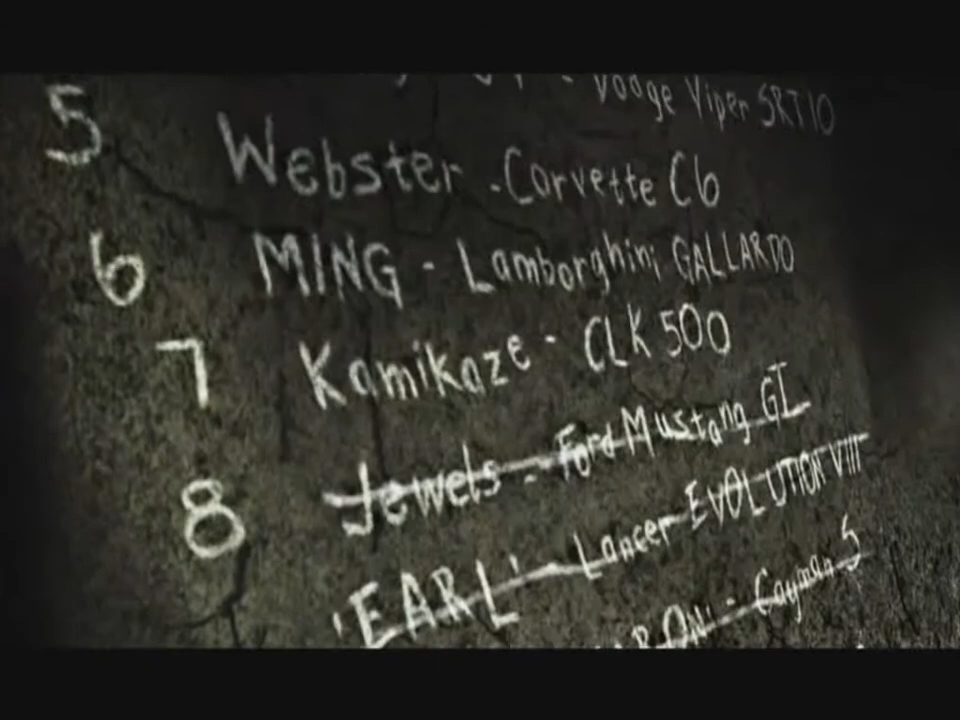 Dodge Viper SRT10
5 Webster - Corvette C6
6 MING - Lamborghini GALLARDO
7 Kamikaze - CLK 500
8 Jewels - Ford Mustang GT
'EARL' - Lancer EVOLUTION VIII
- Cayman S